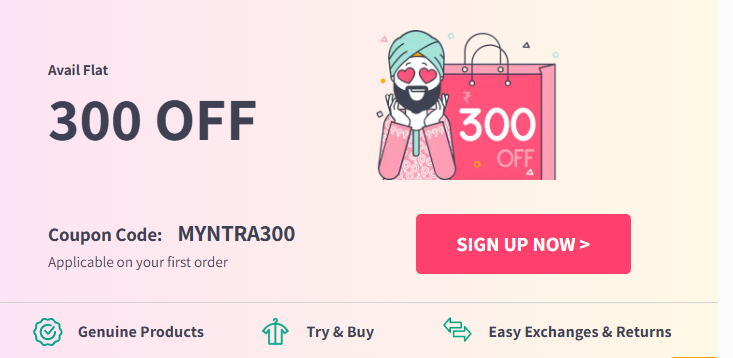 Avail Flat
300 OFF
₹
300
OFF
Coupon Code: MYNTRA300
Applicable on your first order
SIGN UP NOW >
Genuine Products
Try & Buy
Easy Exchanges & Returns